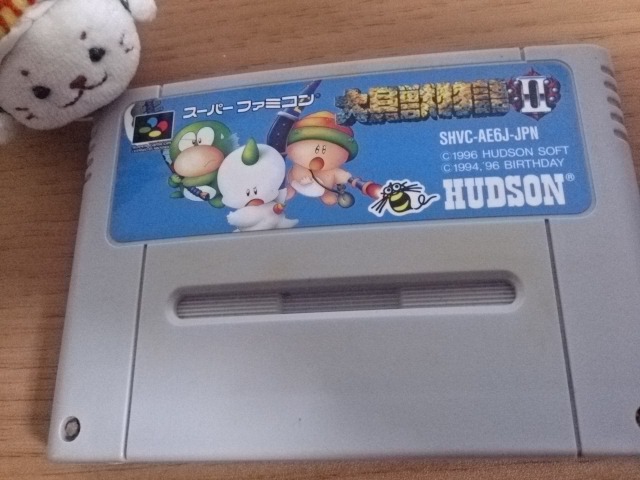 スーパーファミコン
大貝獣物語II
SHVC-AE6J-JPN
© 1996 HUDSON SOFT
© 1994, '96 BIRTHDAY
HUDSON®